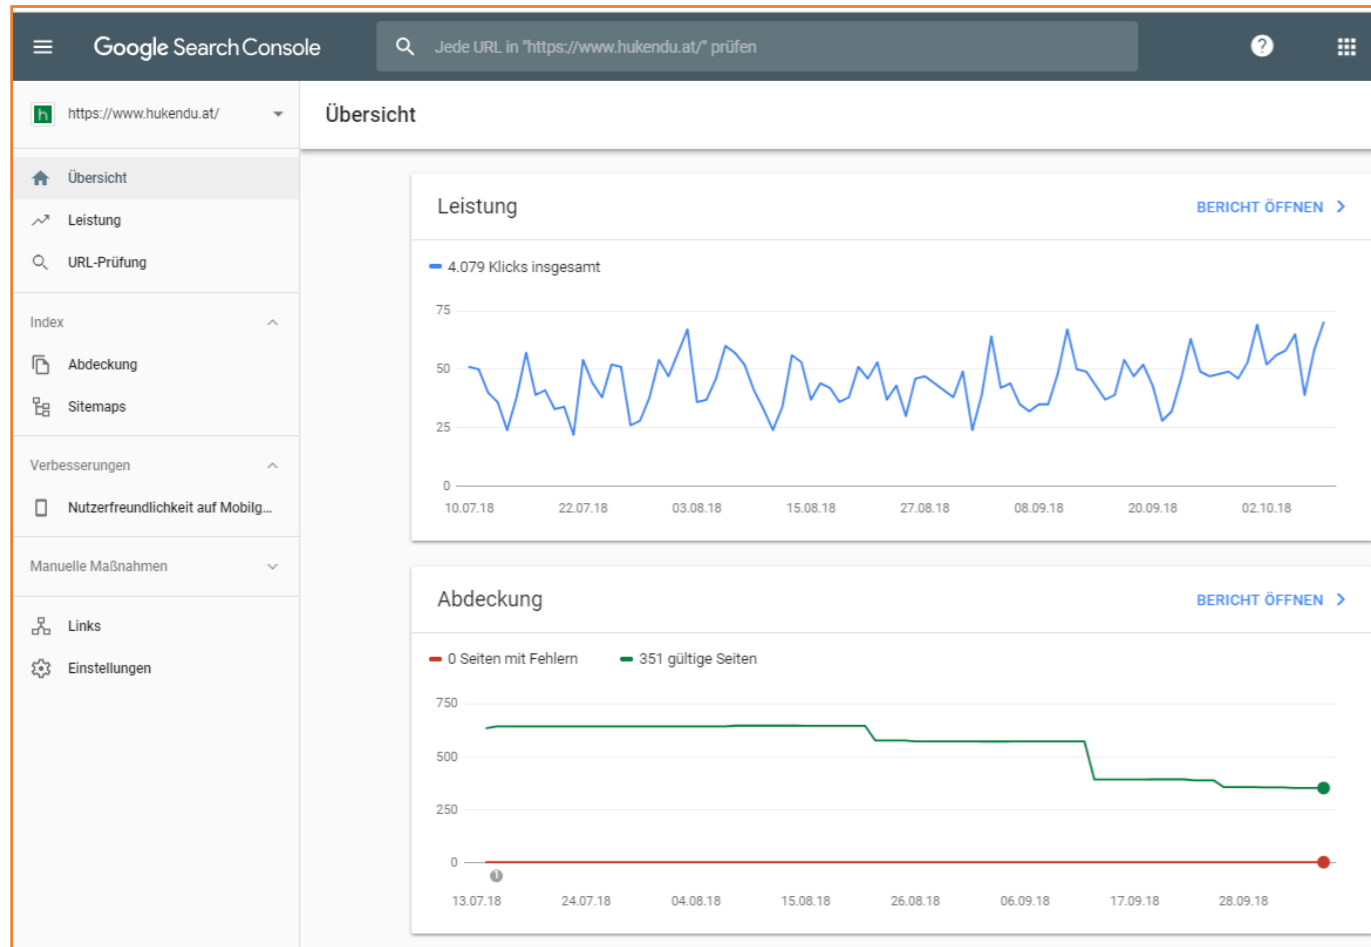 Google Search Console
Jede URL in "https://www.hukendu.at/" prüfen
?
h
https://www.hukendu.at/
Übersicht
Übersicht
Leistung
URL-Prüfung
Index
Abdeckung
Sitemaps
Verbesserungen
Nutzerfreundlichkeit auf Mobilg...
Manuelle Maßnahmen
Links
Einstellungen
Leistung
BERICHT ÖFFNEN
4.079 Klicks insgesamt
75
50
25
0
10.07.18 22.07.18 03.08.18 15.08.18 27.08.18 08.09.18 20.09.18 02.10.18
Abdeckung
BERICHT ÖFFNEN
0 Seiten mit Fehlern 351 gültige Seiten
750
500
250
0
1
13.07.18 24.07.18 04.08.18 15.08.18 26.08.18 06.09.18 17.09.18 28.09.18